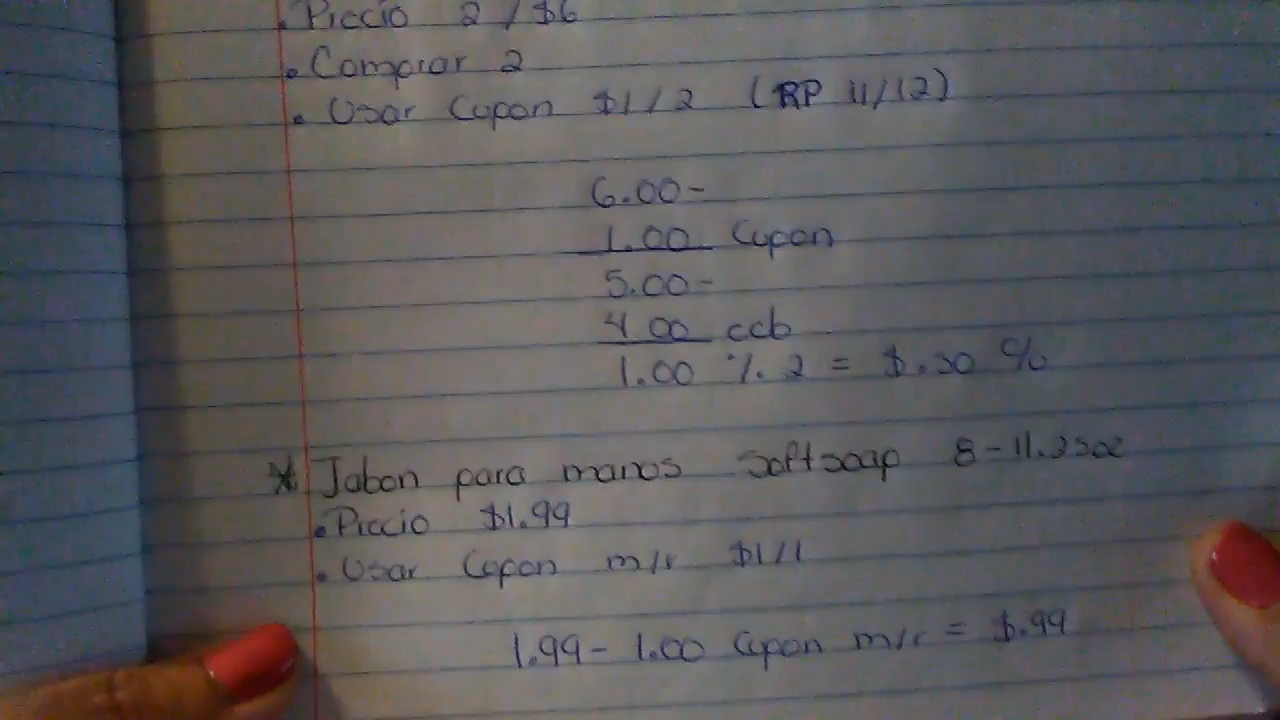 • Piccio 2 / $6
• Comprar 2
• Usar Cupon $1/2 (RP 11/12)
6.00-
1.00 Cupon
5.00-
4.00 ccb
1.00 ٪ 2 = $.50 %
* Jabon para manos softsoap 8-11.25oz
• Piccio $1.99
• Usar Cupon m/r $1/1
1.99- 1.00 Cupon m/r = $.99